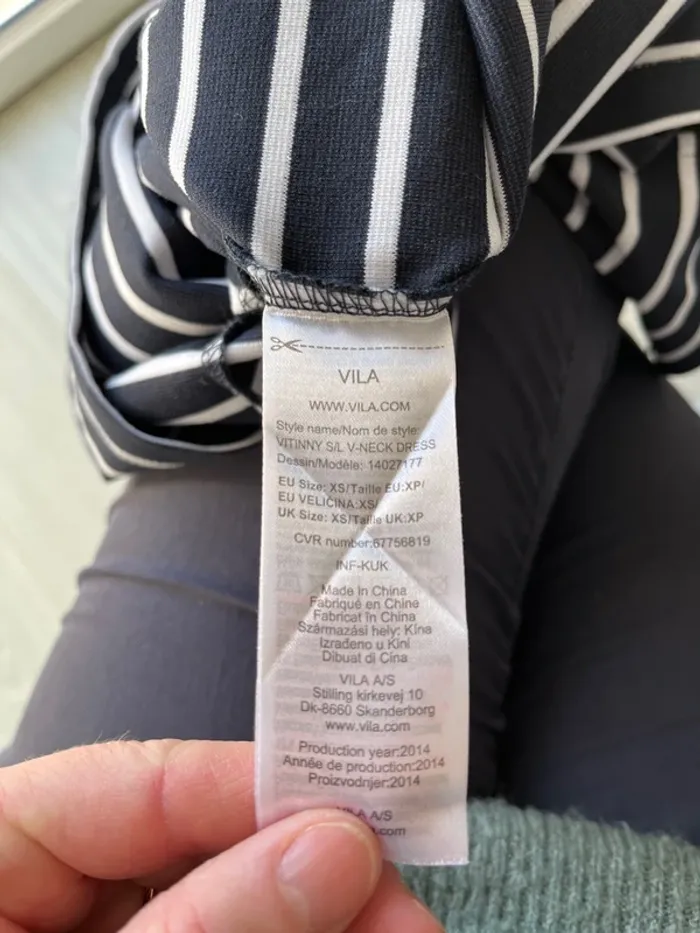 VILA
WWW.VILA.COM
Style name/Nom de style:
VITINNY S/L V-NECK DRESS
Dessin/Modèle: 14027177
EU Size: XS/Taille EU:XP/
EU VELIČINA:XS/
UK Size: XS/Taille UK:XP
CVR number:67756819
INF-KUK
Made in China
Fabriqué en Chine
Fabricat în China
Származási hely: Kína
Izrađeno u Kini
Dibuat di Cina
VILA A/S
Stilling kirkevej 10
Dk-8660 Skanderborg
www.vila.com
Production year:2014
Année de production:2014
Proizvodnjer:2014
VILA A/S
.com